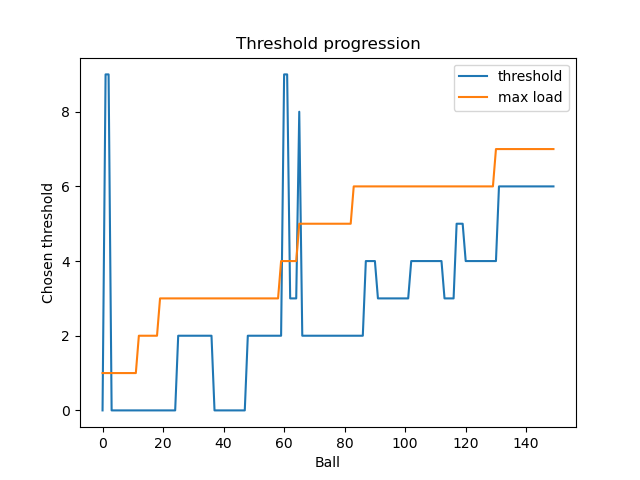 Threshold progression
threshold
max load
Chosen threshold
8
6
4
2
0
0 20 40 60 80 100 120 140
Ball